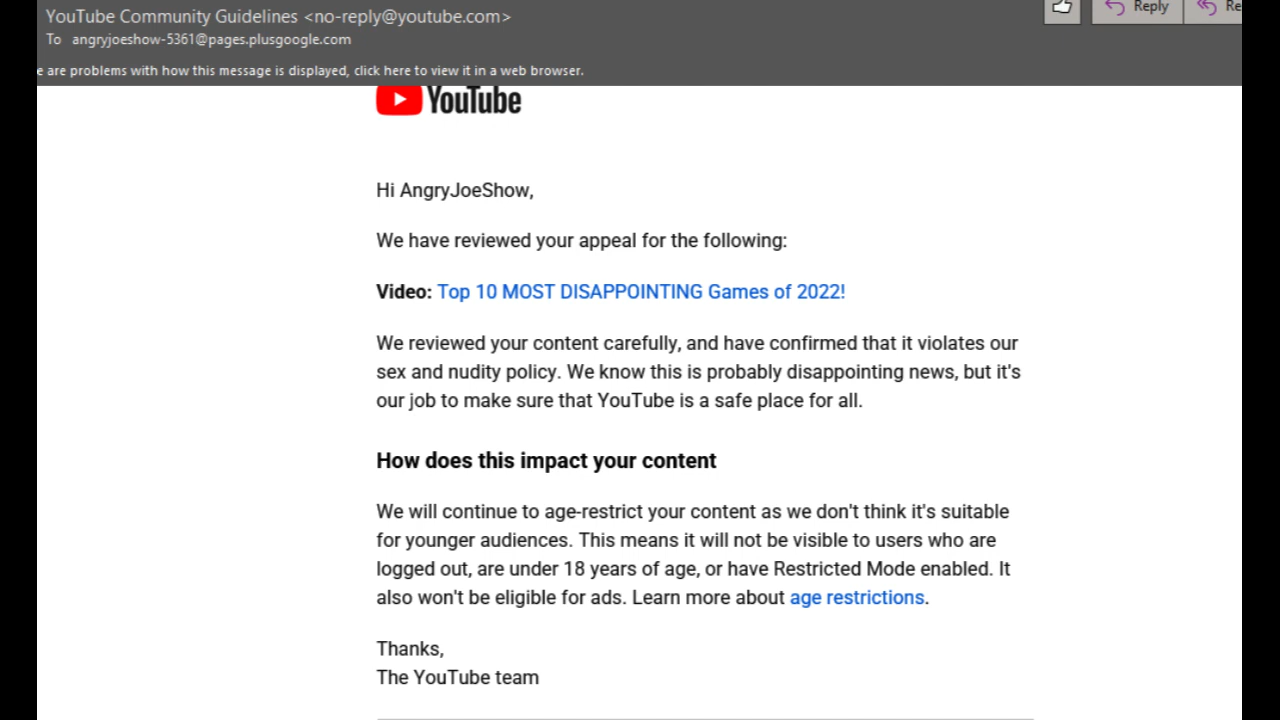 YouTube Community Guidelines <no-reply@youtube.com>
Reply
Re
To angryjoeshow-5361@pages.plusgoogle.com
e are problems with how this message is displayed, click here to view it in a web browser.
YouTube
Hi AngryJoeShow,
We have reviewed your appeal for the following:
Video: Top 10 MOST DISAPPOINTING Games of 2022!
We reviewed your content carefully, and have confirmed that it violates our
sex and nudity policy. We know this is probably disappointing news, but it's
our job to make sure that YouTube is a safe place for all.
How does this impact your content
We will continue to age-restrict your content as we don't think it's suitable
for younger audiences. This means it will not be visible to users who are
logged out, are under 18 years of age, or have Restricted Mode enabled. It
also won't be eligible for ads. Learn more about age restrictions.
Thanks,
The YouTube team